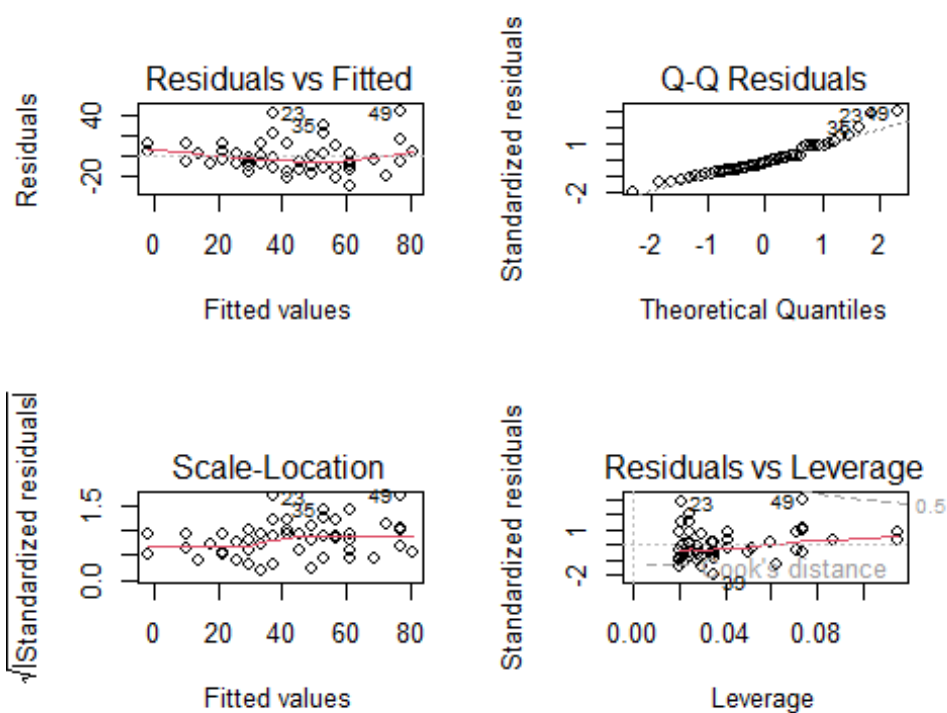 Residuals vs Fitted
Residuals
40
-20
23
35
49
0 20 40 60 80
Fitted values
Q-Q Residuals
Standardized residuals
1
-2
23
35
49
-2 -1 0 1 2
Theoretical Quantiles
Scale-Location
√|Standardized residuals|
1.5
0.0
23
35
49
0 20 40 60 80
Fitted values
Residuals vs Leverage
Standardized residuals
1
-2
23
49
39
0.5
Cook's distance
0.00 0.04 0.08
Leverage